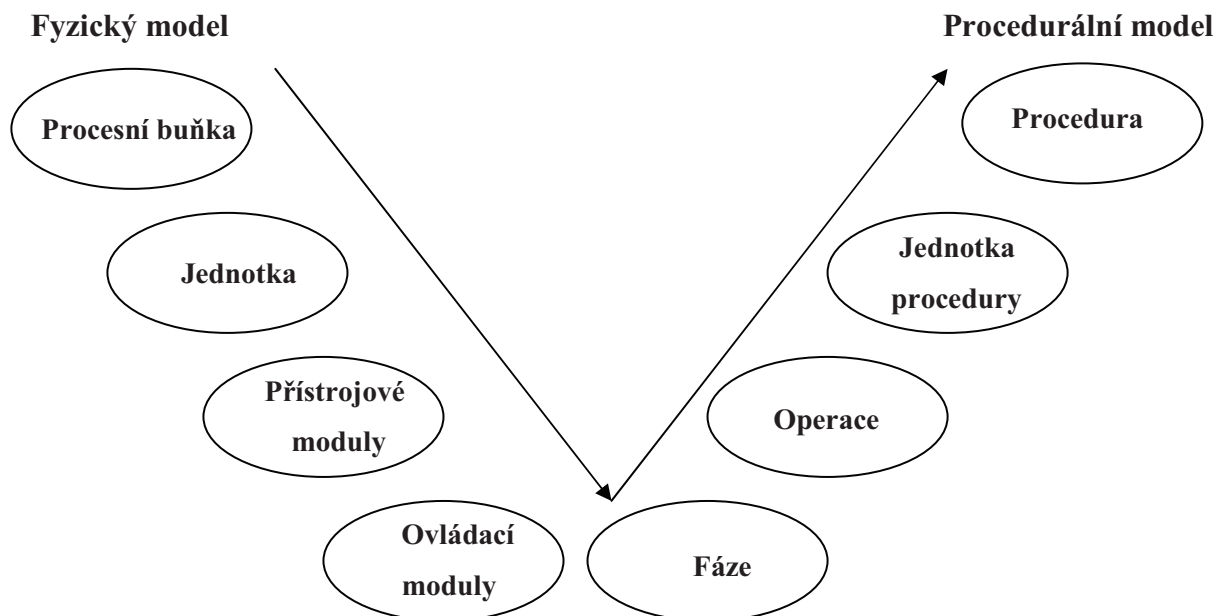 Fyzický model
Procedurální model
Procesní buňka
Procedura
Jednotka
Jednotka
procedury
Přístrojové
moduly
Operace
Ovládací
moduly
Fáze